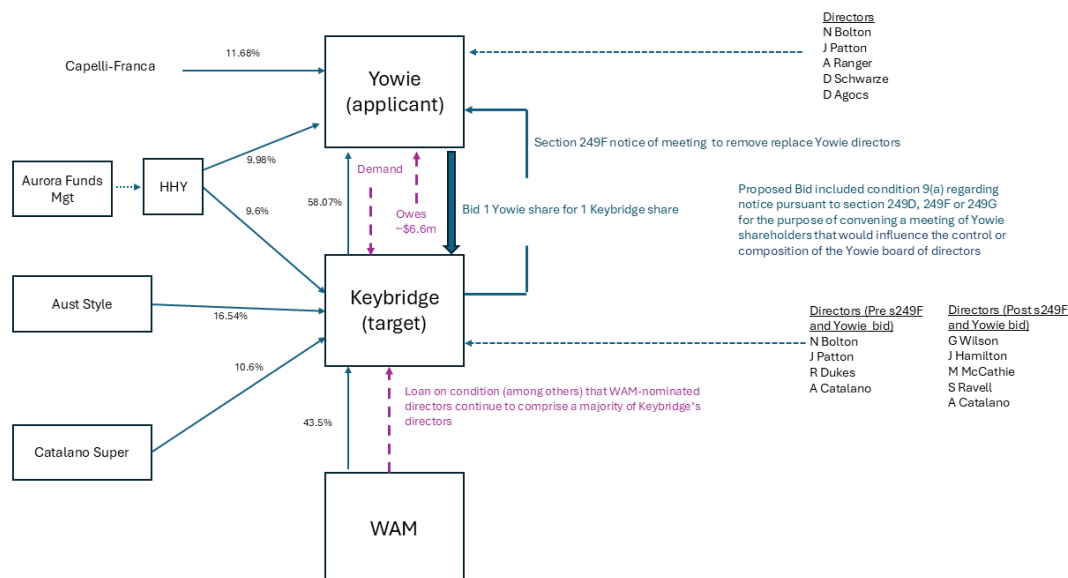 Directors
N Bolton
J Patton
A Ranger
D Schwarze
D Agocs
11.68%
Capelli-Franca
Yowie
(applicant)
Section 249F notice of meeting to remove replace Yowie directors
9.98%
Aurora Funds
Mgt
HHY
Demand
58.07%
Owes
~$6.6m
Bid 1 Yowie share for 1 Keybridge share
Proposed Bid included condition 9(a) regarding
notice pursuant to section 249D, 249F or 249G
for the purpose of convening a meeting of Yowie
shareholders that would influence the control or
composition of the Yowie board of directors
9.6%
Aust Style
16.54%
Keybridge
(target)
Directors (Pre s249F
and Yowie bid)
N Bolton
J Patton
R Dukes
A Catalano
Directors (Post s249F
and Yowie bid)
G Wilson
J Hamilton
M McCathie
S Ravell
A Catalano
10.6%
Loan on condition (among others) that WAM-nominated
directors continue to comprise a majority of Keybridge's
directors
43.5%
Catalano Super
WAM